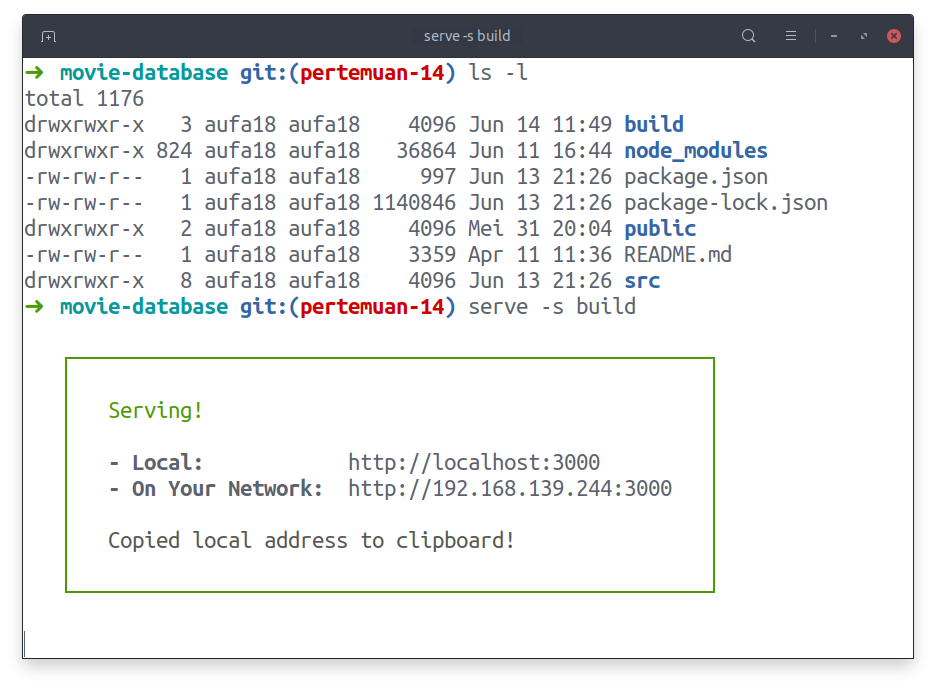 serve -s build
➜ movie-database git:(pertemuan-14) ls -l
total 1176
drwxrwxr-x   3 aufa18 aufa18    4096 Jun 14 11:49 build
drwxrwxr-x 824 aufa18 aufa18   36864 Jun 11 16:44 node_modules
-rw-rw-r--   1 aufa18 aufa18     997 Jun 13 21:26 package.json
-rw-rw-r--   1 aufa18 aufa18 1140846 Jun 13 21:26 package-lock.json
drwxrwxr-x   2 aufa18 aufa18    4096 Mei 31 20:04 public
-rw-rw-r--   1 aufa18 aufa18    3359 Apr 11 11:36 README.md
drwxrwxr-x   8 aufa18 aufa18    4096 Jun 13 21:26 src
➜ movie-database git:(pertemuan-14) serve -s build
Serving!
- Local:            http://localhost:3000
- On Your Network:  http://192.168.139.244:3000
Copied local address to clipboard!